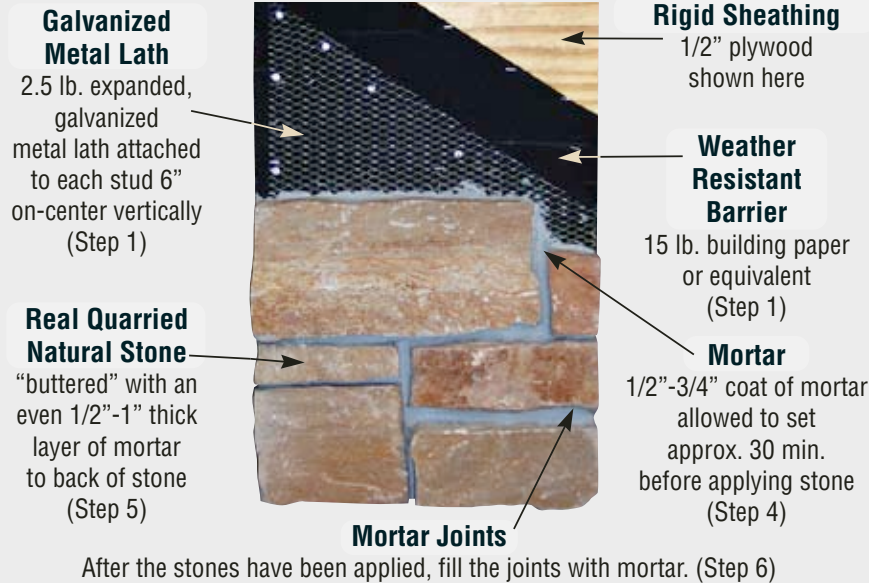 Galvanized
Metal Lath
2.5 lb. expanded,
galvanized
metal lath attached
to each stud 6”
on-center vertically
(Step 1)
Real Quarried
Natural Stone
“buttered” with an
even 1/2”-1” thick
layer of mortar
to back of stone
(Step 5)
Rigid Sheathing
1/2” plywood
shown here
Weather
Resistant
Barrier
15 lb. building paper
or equivalent
(Step 1)
Mortar
1/2”-3/4” coat of mortar
allowed to set
approx. 30 min.
before applying stone
(Step 4)
Mortar Joints
After the stones have been applied, fill the joints with mortar. (Step 6)